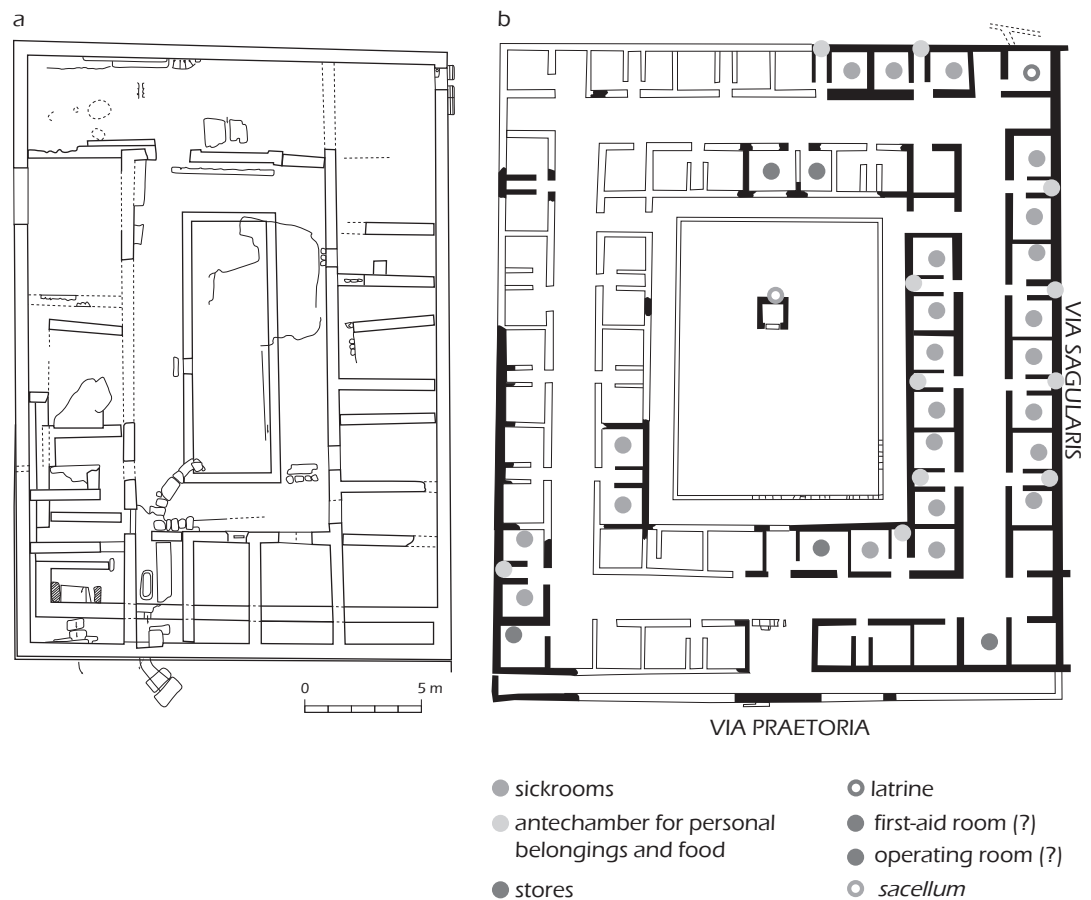 a
b
0
5 m
VIA SAGULARIS
VIA PRAETORIA
sickrooms
antechamber for personal
belongings and food
stores
latrine
first-aid room (?)
operating room (?)
sacellum